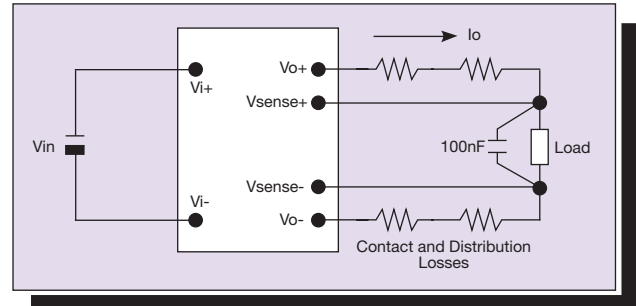 Io
Vo+
Vi+
Vsense+
Vin
100nF
Load
Vsense-
Vi-
Vo-
Contact and Distribution
Losses